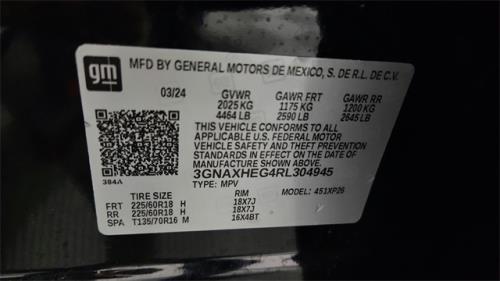 gm
MFD BY GENERAL MOTORS DE MEXICO, S. DE R.L. DE C.V.
03/24 GVWR GAWR FRT GAWR RR
2025 KG 1175 KG 1200 KG
4464 LB 2590 LB 2645 LB
THIS VEHICLE CONFORMS TO ALL
APPLICABLE U.S. FEDERAL MOTOR
VEHICLE SAFETY, BUMPER, AND THEFT
PREVENTION STANDARDS IN EFFECT ON THE
DATE OF MANUFACTURE SHOWN ABOVE.
3GNAXHEG4RL304945
384A TYPE: MPV MODEL: 451XP26
TIRE SIZE RIM
FRT 225/60R18 H 18X7J
RR 225/60R18 H 18X7J
SPA T135/70R16 M 16X4BT